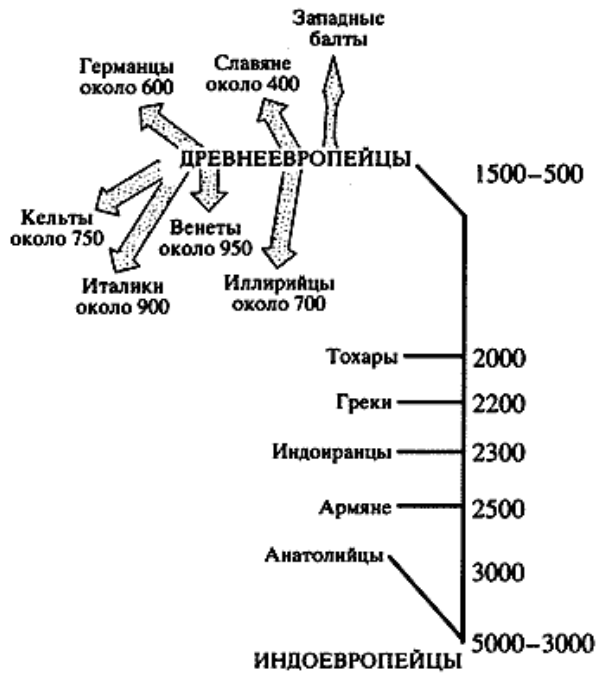 Западные
балты
Германцы
около 600
Славяне
около 400
ДРЕВНЕЕВРОПЕЙЦЫ
1500–500
Кельты
около 750
Венеты
около 950
Италики
около 900
Иллирийцы
около 700
Тохары
2000
Греки
2200
Индоиранцы
2300
Армяне
2500
Анатолийцы
3000
5000–3000
ИНДОЕВРОПЕЙЦЫ